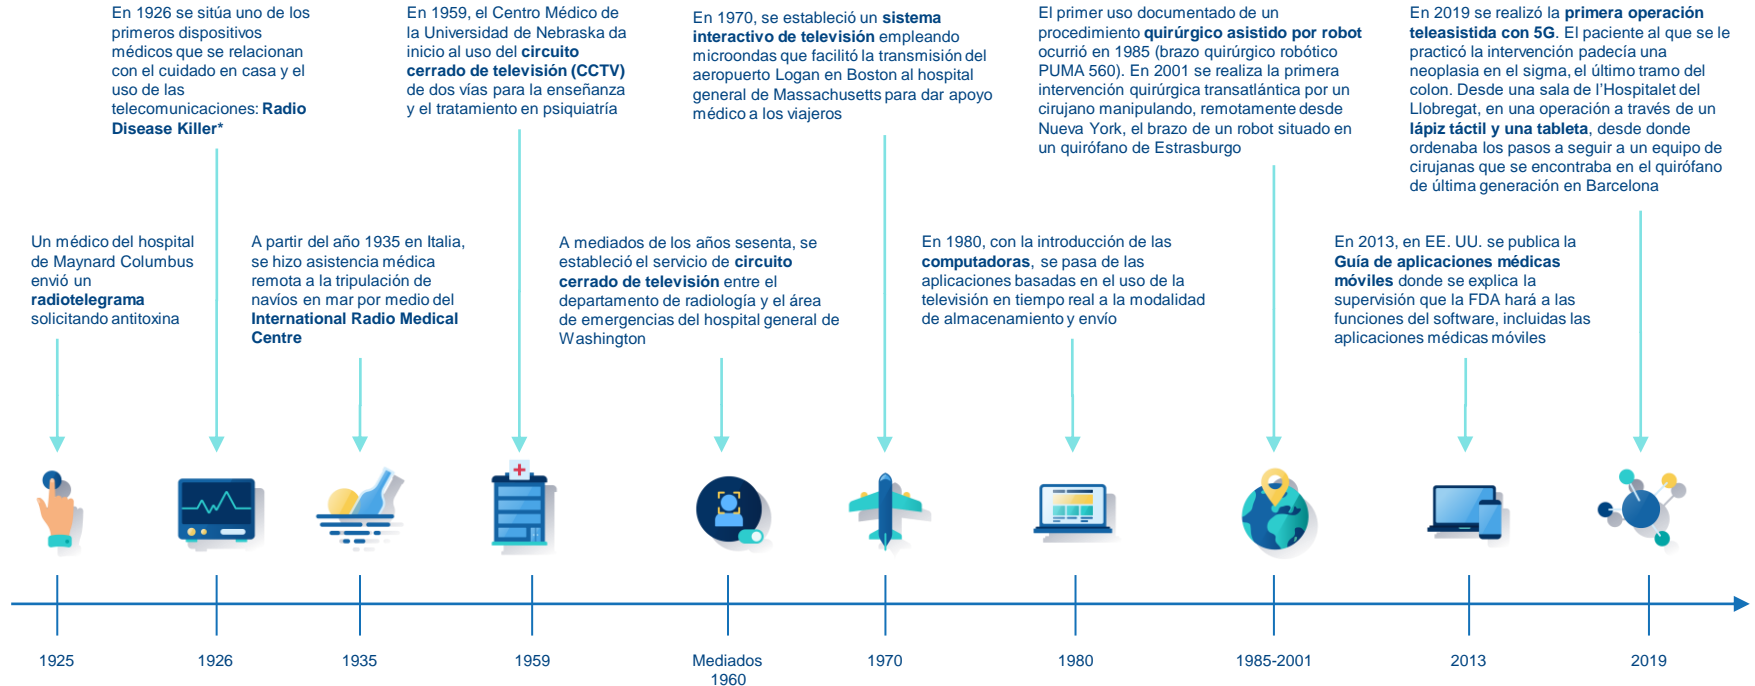 En 1926 se sitúa uno de los
primeros dispositivos
médicos que se relacionan
con el cuidado en casa y el
uso de las
telecomunicaciones: Radio
Disease Killer*
En 1959, el Centro Médico de
la Universidad de Nebraska da
inicio al uso del circuito
cerrado de televisión (CCTV)
de dos vías para la enseñanza
y el tratamiento en psiquiatría
En 1970, se estableció un sistema
interactivo de televisión empleando
microondas que facilitó la transmisión del
aeropuerto Logan en Boston al hospital
general de Massachusetts para dar apoyo
médico a los viajeros
El primer uso documentado de un
procedimiento quirúrgico asistido por robot
ocurrió en 1985 (brazo quirúrgico robótico
PUMA 560). En 2001 se realiza la primera
intervención quirúrgica transatlántica por un
cirujano manipulando, remotamente desde
Nueva York, el brazo de un robot situado en
un quirófano de Estrasburgo
En 2019 se realizó la primera operación
teleasistida con 5G. El paciente al que se le
practicó la intervención padecía una
neoplasia en el sigma, el último tramo del
colon. Desde una sala de l'Hospitalet del
Llobregat, en una operación a través de un
lápiz táctil y una tableta, desde donde
ordenaba los pasos a seguir a un equipo de
cirujanas que se encontraba en el quirófano
de última generación en Barcelona
Un médico del hospital
de Maynard Columbus
envió un
radiotelegrama
solicitando antitoxina
A partir del año 1935 en Italia,
se hizo asistencia médica
remota a la tripulación de
navíos en mar por medio del
International Radio Medical
Centre
A mediados de los años sesenta, se
estableció el servicio de circuito
cerrado de televisión entre el
departamento de radiología y el área
de emergencias del hospital general de
Washington
En 1980, con la introducción de las
computadoras, se pasa de las
aplicaciones basadas en el uso de la
televisión en tiempo real a la modalidad
de almacenamiento y envío
En 2013, en EE. UU. se publica la
Guía de aplicaciones médicas
móviles donde se explica la
supervisión que la FDA hará a las
funciones del software, incluidas las
aplicaciones médicas móviles
1925
1926
1935
1959
Mediados
1960
1970
1980
1985-2001
2013
2019